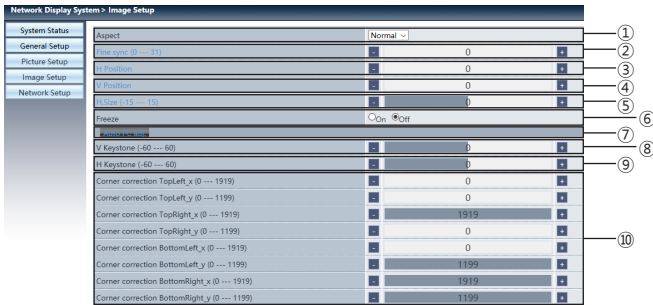 Network Display System > Image Setup
System Status
General Setup
Picture Setup
Image Setup
Network Setup
Aspect Normal ①
Fine sync (0 --- 31) - 0 + ②
H Position ③
V Position - 0 + ④
H.Size (-15 --- 15) - 0 + ⑤
Freeze On Off ⑥
⑦
V Keystone (-60 --- 60) - 0 + ⑧
H Keystone (-60 --- 60) - 0 + ⑨
Corner correction TopLeft_x (0 --- 1919) - 0 +
Corner correction TopLeft_y (0 --- 1199) - 0 +
Corner correction TopRight_x (0 --- 1919) - 1919 +
Corner correction TopRight_y (0 --- 1199) - 0 +
Corner correction BottomLeft_x (0 --- 1919) - 0 +
Corner correction BottomLeft_y (0 --- 1199) - 1199 +
Corner correction BottomRight_x (0 --- 1919) - 1919 +
Corner correction BottomRight_y (0 --- 1199) - 1199 +
⑩